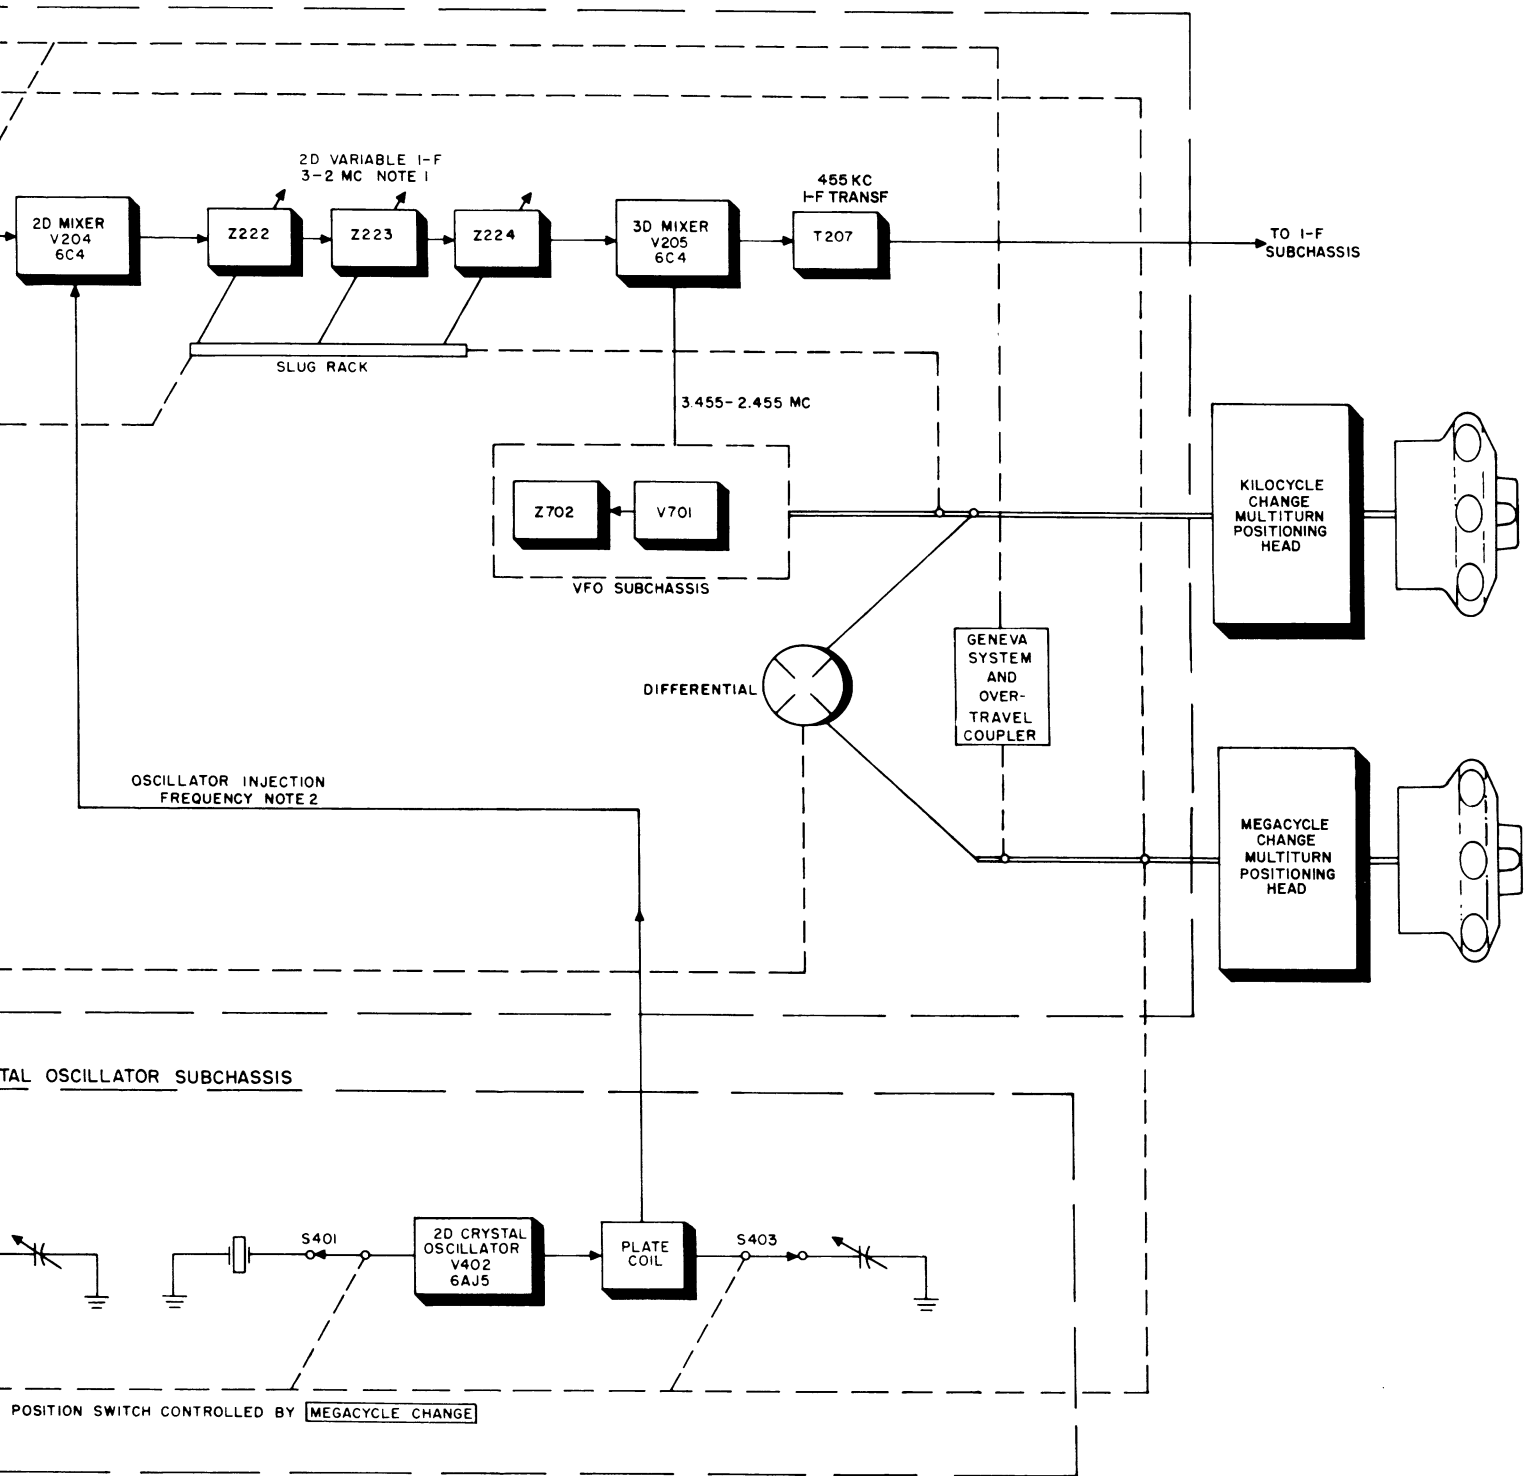 2D VARIABLE I-F
3-2 MC NOTE 1
455 KC
I-F TRANSF
2D MIXER
V204
6C4
Z222
Z223
Z224
3D MIXER
V205
6C4
T207
TO I-F
SUBCHASSIS
SLUG RACK
3.455-2.455 MC
Z702
V701
VFO SUBCHASSIS
KILOCYCLE
CHANGE
MULTITURN
POSITIONING
HEAD
GENEVA
SYSTEM
AND
OVER-
TRAVEL
COUPLER
DIFFERENTIAL
OSCILLATOR INJECTION
FREQUENCY NOTE 2
MEGACYCLE
CHANGE
MULTITURN
POSITIONING
HEAD
TAL OSCILLATOR SUBCHASSIS
S401
2D CRYSTAL
OSCILLATOR
V402
6AJ5
PLATE
COIL
S403
POSITION SWITCH CONTROLLED BY MEGACYCLE CHANGE